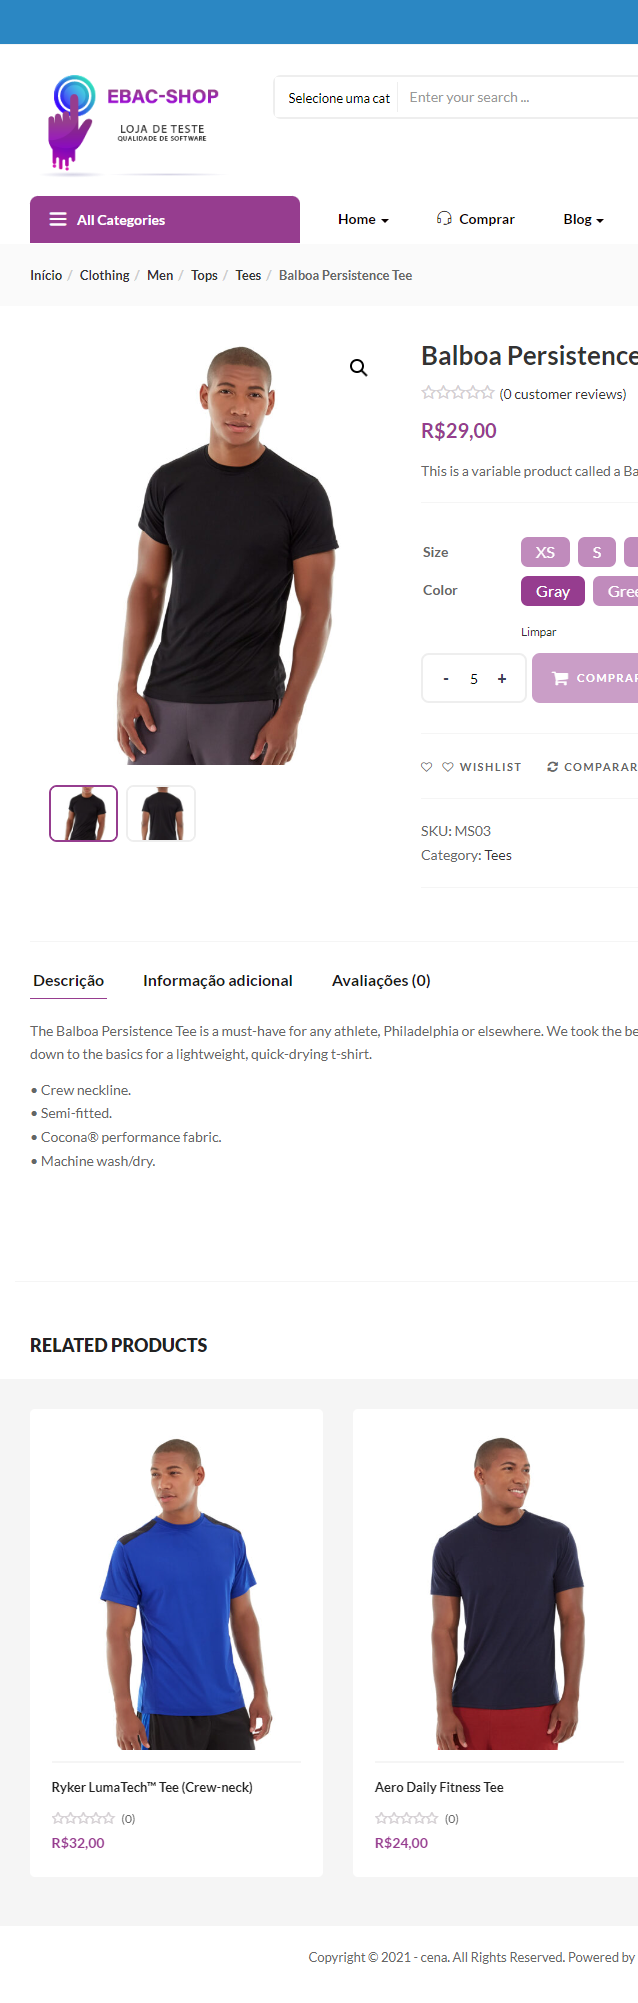 EBAC-SHOP
LOJA DE TESTE
QUALIDADE DE SOFTWARE
Selecione uma cat
Enter your search ...
All Categories
Home
Comprar
Blog
Início / Clothing / Men / Tops / Tees / Balboa Persistence Tee
Balboa Persistence
(0 customer reviews)
R$29,00
This is a variable product called a Ba
Size
XS
S
Color
Gray
Gree
Limpar
- 5 +
COMPRAR
WISHLIST
COMPARAR
SKU: MS03
Category: Tees
Descrição
Informação adicional
Avaliações (0)
The Balboa Persistence Tee is a must-have for any athlete, Philadelphia or elsewhere. We took the be
down to the basics for a lightweight, quick-drying t-shirt.
• Crew neckline.
• Semi-fitted.
• Cocona® performance fabric.
• Machine wash/dry.
RELATED PRODUCTS
Ryker LumaTech™ Tee (Crew-neck)
(0)
R$32,00
Aero Daily Fitness Tee
(0)
R$24,00
Copyright © 2021 - cena. All Rights Reserved. Powered by